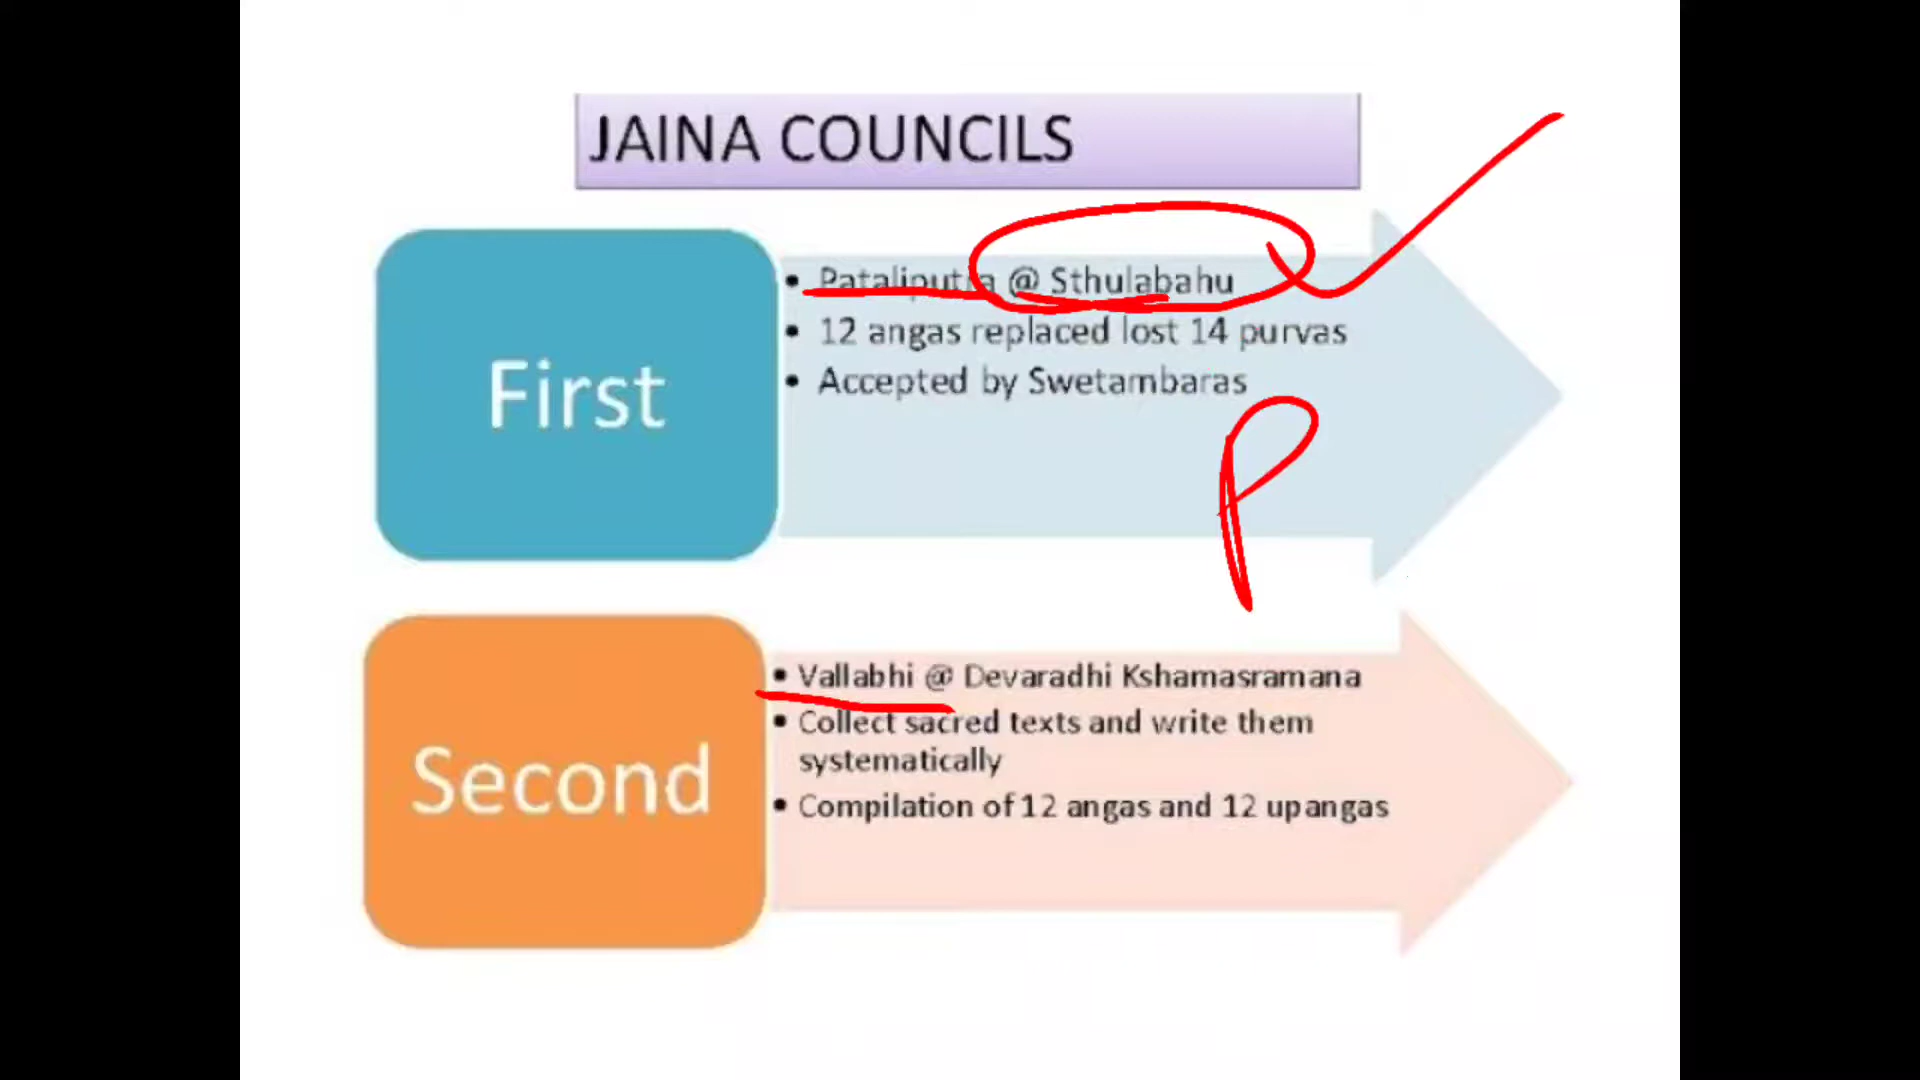 JAINA COUNCILS
First
• Pataliputra @ Sthulabahu
• 12 angas replaced lost 14 purvas
• Accepted by Swetambaras
P
Second
• Vallabhi @ Devaradhi Kshamasramana
• Collect sacred texts and write them
systematically
• Compilation of 12 angas and 12 upangas